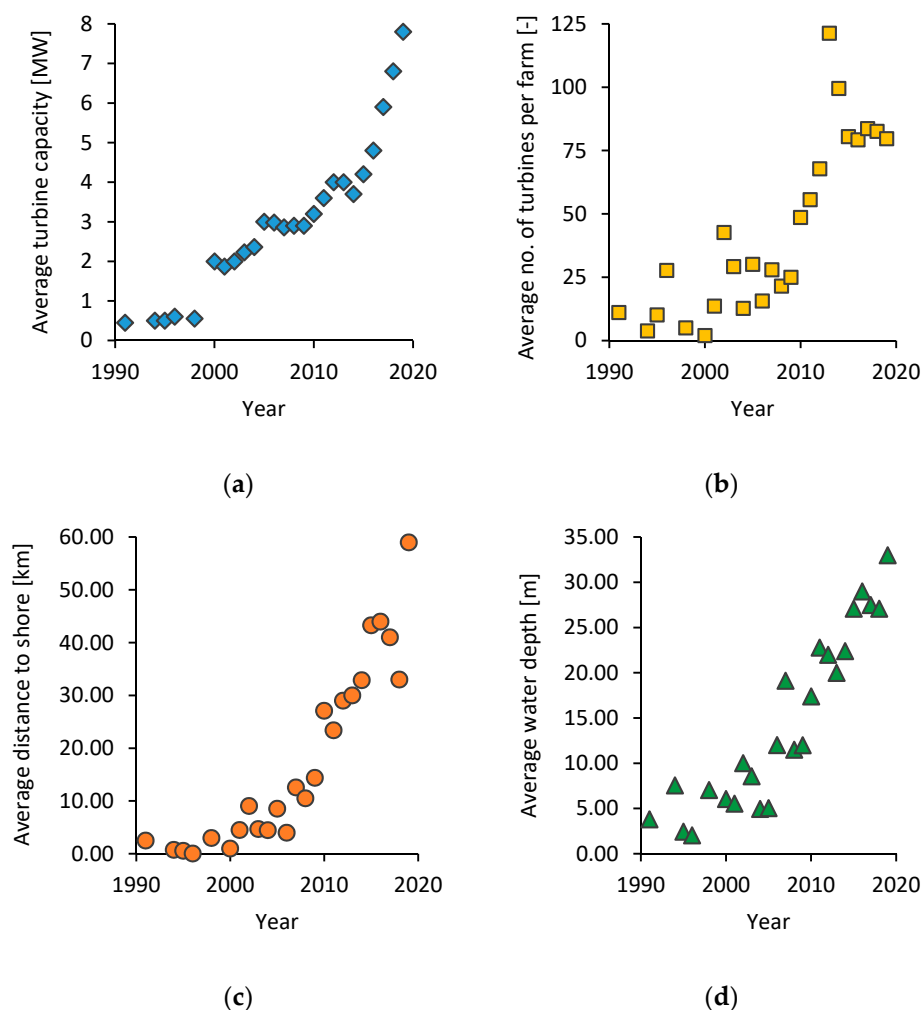 Average turbine capacity [MW]
8
7
6
5
4
3
2
1
0
1990 2000 2010 2020
Year
(a)
Average no. of turbines per farm [-]
125
100
75
50
25
0
1990 2000 2010 2020
Year
(b)
Average distance to shore [km]
60.00
50.00
40.00
30.00
20.00
10.00
0.00
1990 2000 2010 2020
Year
(c)
Average water depth [m]
35.00
30.00
25.00
20.00
15.00
10.00
5.00
0.00
1990 2000 2010 2020
Year
(d)